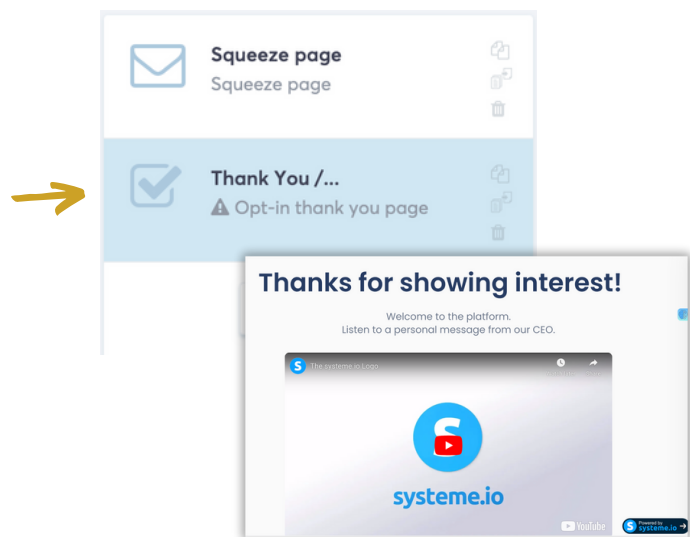 Squeeze page
Squeeze page
Thank You /...
Opt-in thank you page
Thanks for showing interest!
Welcome to the platform.
Listen to a personal message from our CEO.
S The systeme.io Logo
S
systeme.io
YouTube
S Powered by
systeme.io →